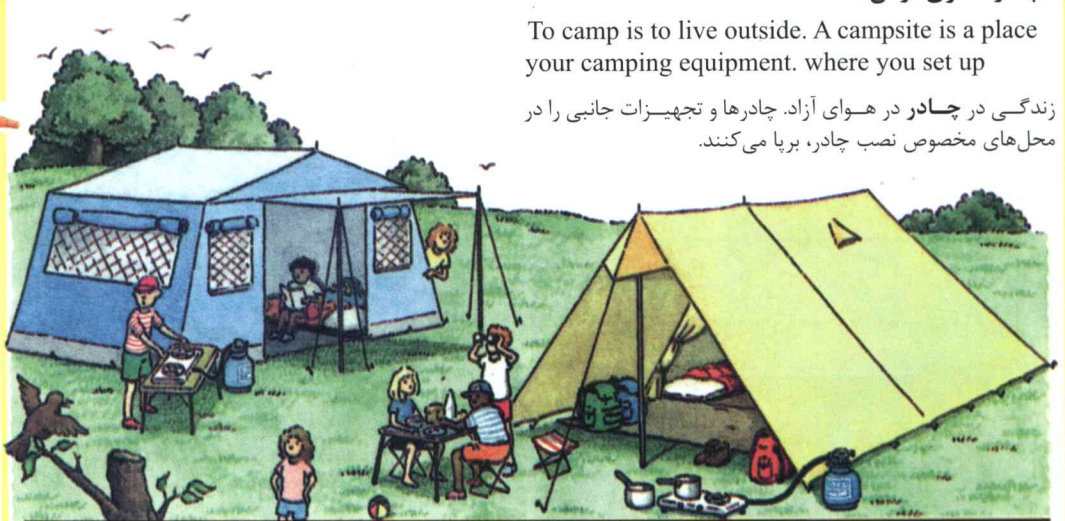 To camp is to live outside. A campsite is a place
your camping equipment. where you set up
زندگی در چادر در هوای آزاد. چادرها و تجهیزات جانبی را در
محل‌های مخصوص نصب چادر، برپا می‌کنند.